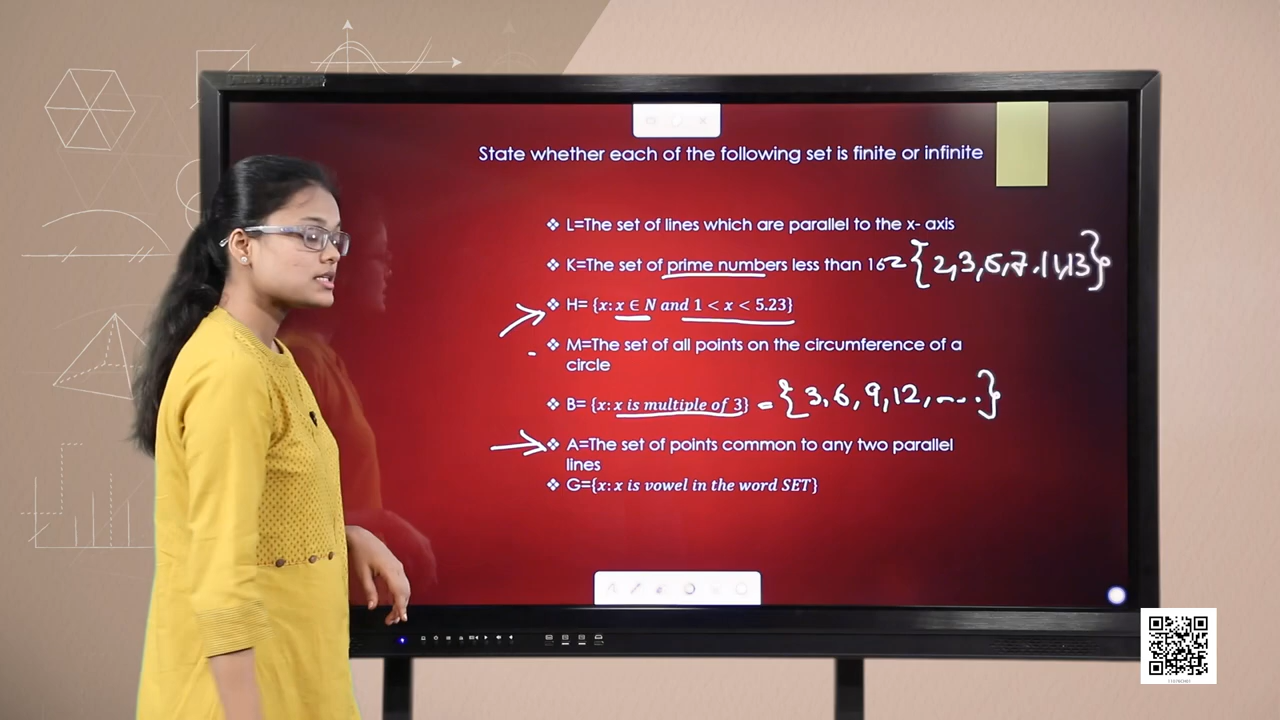 State whether each of the following set is finite or infinite
❖ L=The set of lines which are parallel to the x- axis
❖ K=The set of prime numbers less than 16 = {2,3,5,7,11,13}
❖ H= {x: x ∈ N and 1 < x < 5.23}
❖ M=The set of all points on the circumference of a
circle
❖ B= {x: x is multiple of 3} = {3,6,9,12,....}
❖ A=The set of points common to any two parallel
lines
❖ G={x: x is vowel in the word SET}